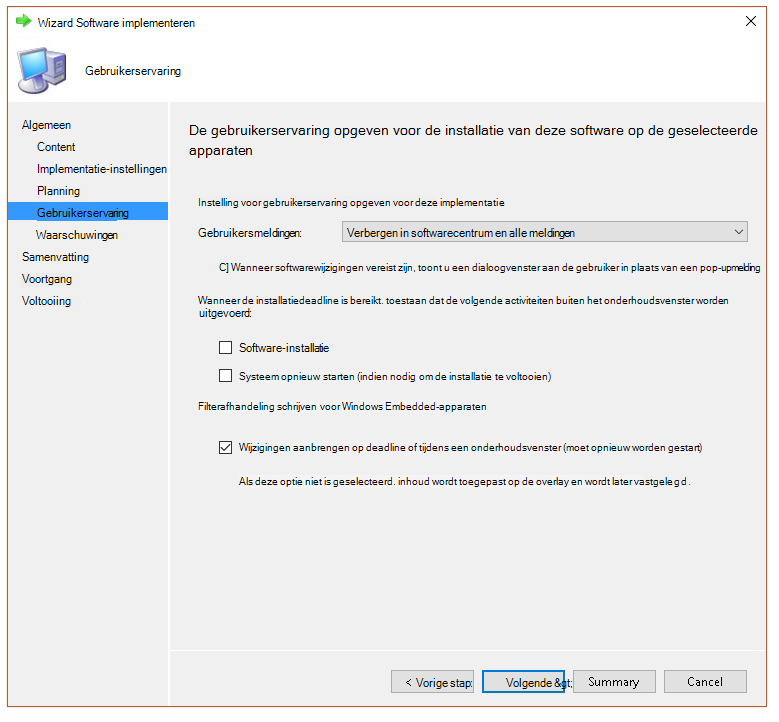 Wizard Software implementeren
Gebruikerservaring
Algemeen
Content
Implementatie-instellingen
Planning
Gebruikerservaring
Waarschuwingen
Samenvatting
Voortgang
Voltooiing
De gebruikerservaring opgeven voor de installatie van deze software op de geselecteerde
apparaten
Instelling voor gebruikerservaring opgeven voor deze implementatie
Gebruikersmeldingen:
Verbergen in softwarecentrum en alle meldingen
C] Wanneer softwarewijzigingen vereist zijn, toont u een dialoogvenster aan de gebruiker in plaats van een pop-upmelding
Wanneer de installatiedeadline is bereikt. toestaan dat de volgende activiteiten buiten het onderhoudsvenster worden
uitgevoerd:
Software-installatie
Systeem opnieuw starten (indien nodig om de installatie te voltooien)
Filterafhandeling schrijven voor Windows Embedded-apparaten
Wijzigingen aanbrengen op deadline of tijdens een onderhoudsvenster (moet opnieuw worden gestart)
Als deze optie niet is geselecteerd. inhoud wordt toegepast op de overlay en wordt later vastgelegd.
< Vorige stap:
Volgende &gt;
Summary
Cancel